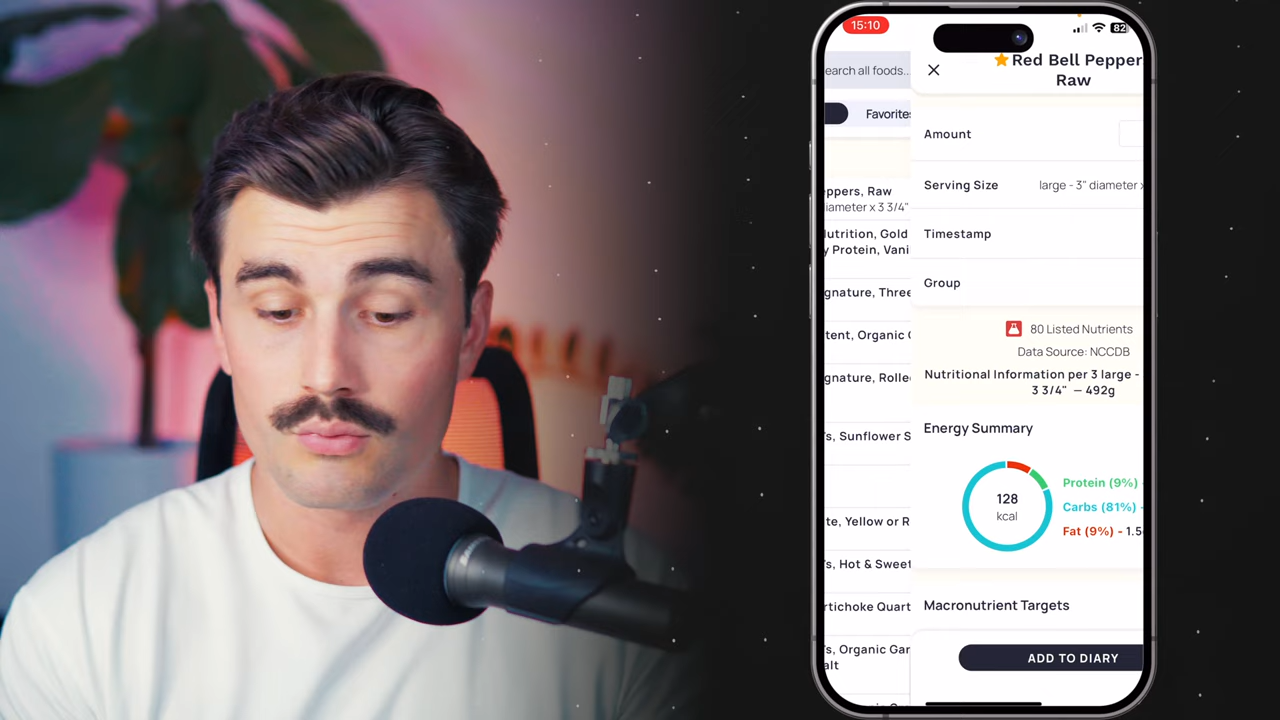 15:10
82
earch all foods...
Favorites
eppers, Raw
iameter x 3 3/4"
utrition, Gold
y Protein, Vani
gnature, Three
tent, Organic
gnature, Rolle
's, Sunflower S
te, Yellow or R
's, Hot & Sweet
rtichoke Quart
's, Organic Gar
alt
Red Bell Pepper
Raw
Amount
Serving Size
large - 3" diameter x
Timestamp
Group
80 Listed Nutrients
Data Source: NCCDB
Nutritional Information per 3 large -
3 3/4" – 492g
Energy Summary
128
kcal
Protein (9%) -
Carbs (81%) -
Fat (9%) - 1.5
Macronutrient Targets
ADD TO DIARY